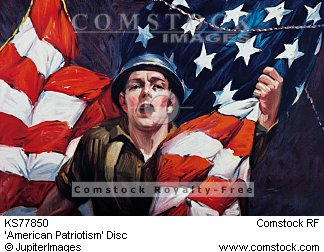 COMSTOCK
IMAGES
Comstock Royalty-Free
KS77850
Comstock RF
'American Patriotism' Disc
© JupiterImages
www.comstock.com